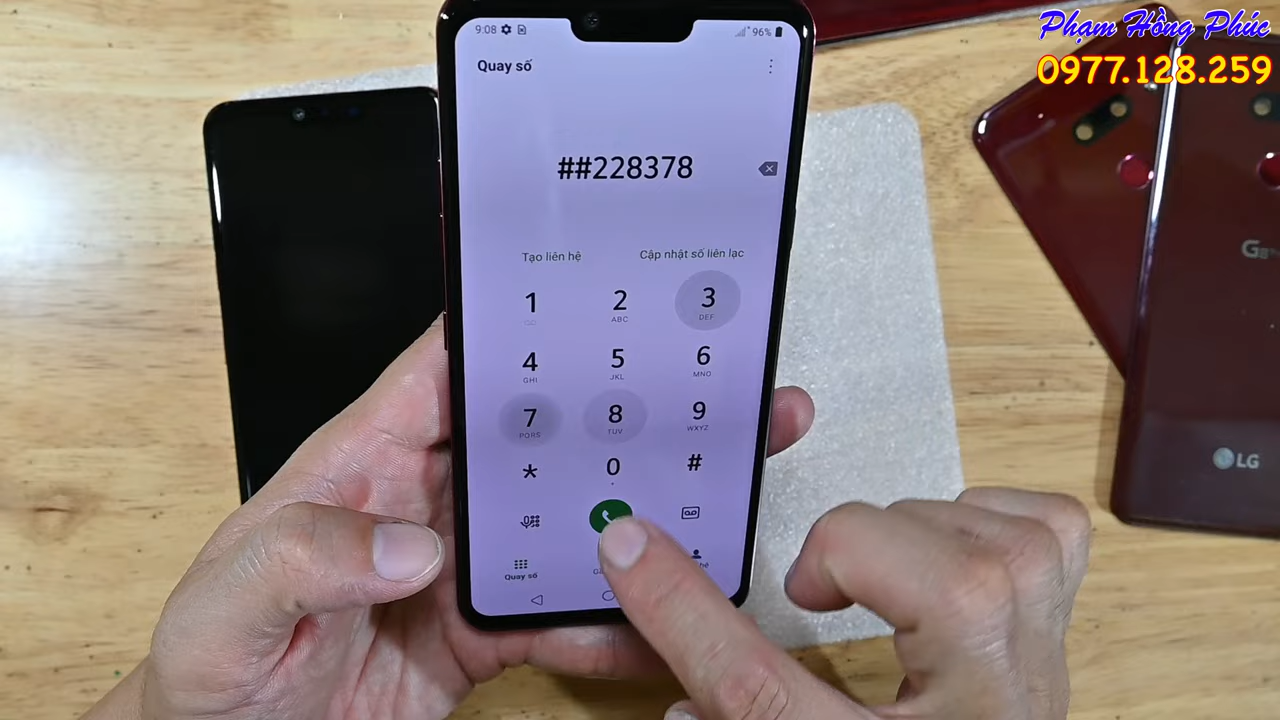 Phạm Hồng Phúc
0977.128.259
9:08
96%
Quay số
##228378
Tạo liên hệ
Cập nhật số liên lạc
1
2
ABC
3
DEF
4
GHI
5
JKL
6
MNO
7
PQRS
8
TUV
9
WXYZ
*
0
#
Quay số
LG